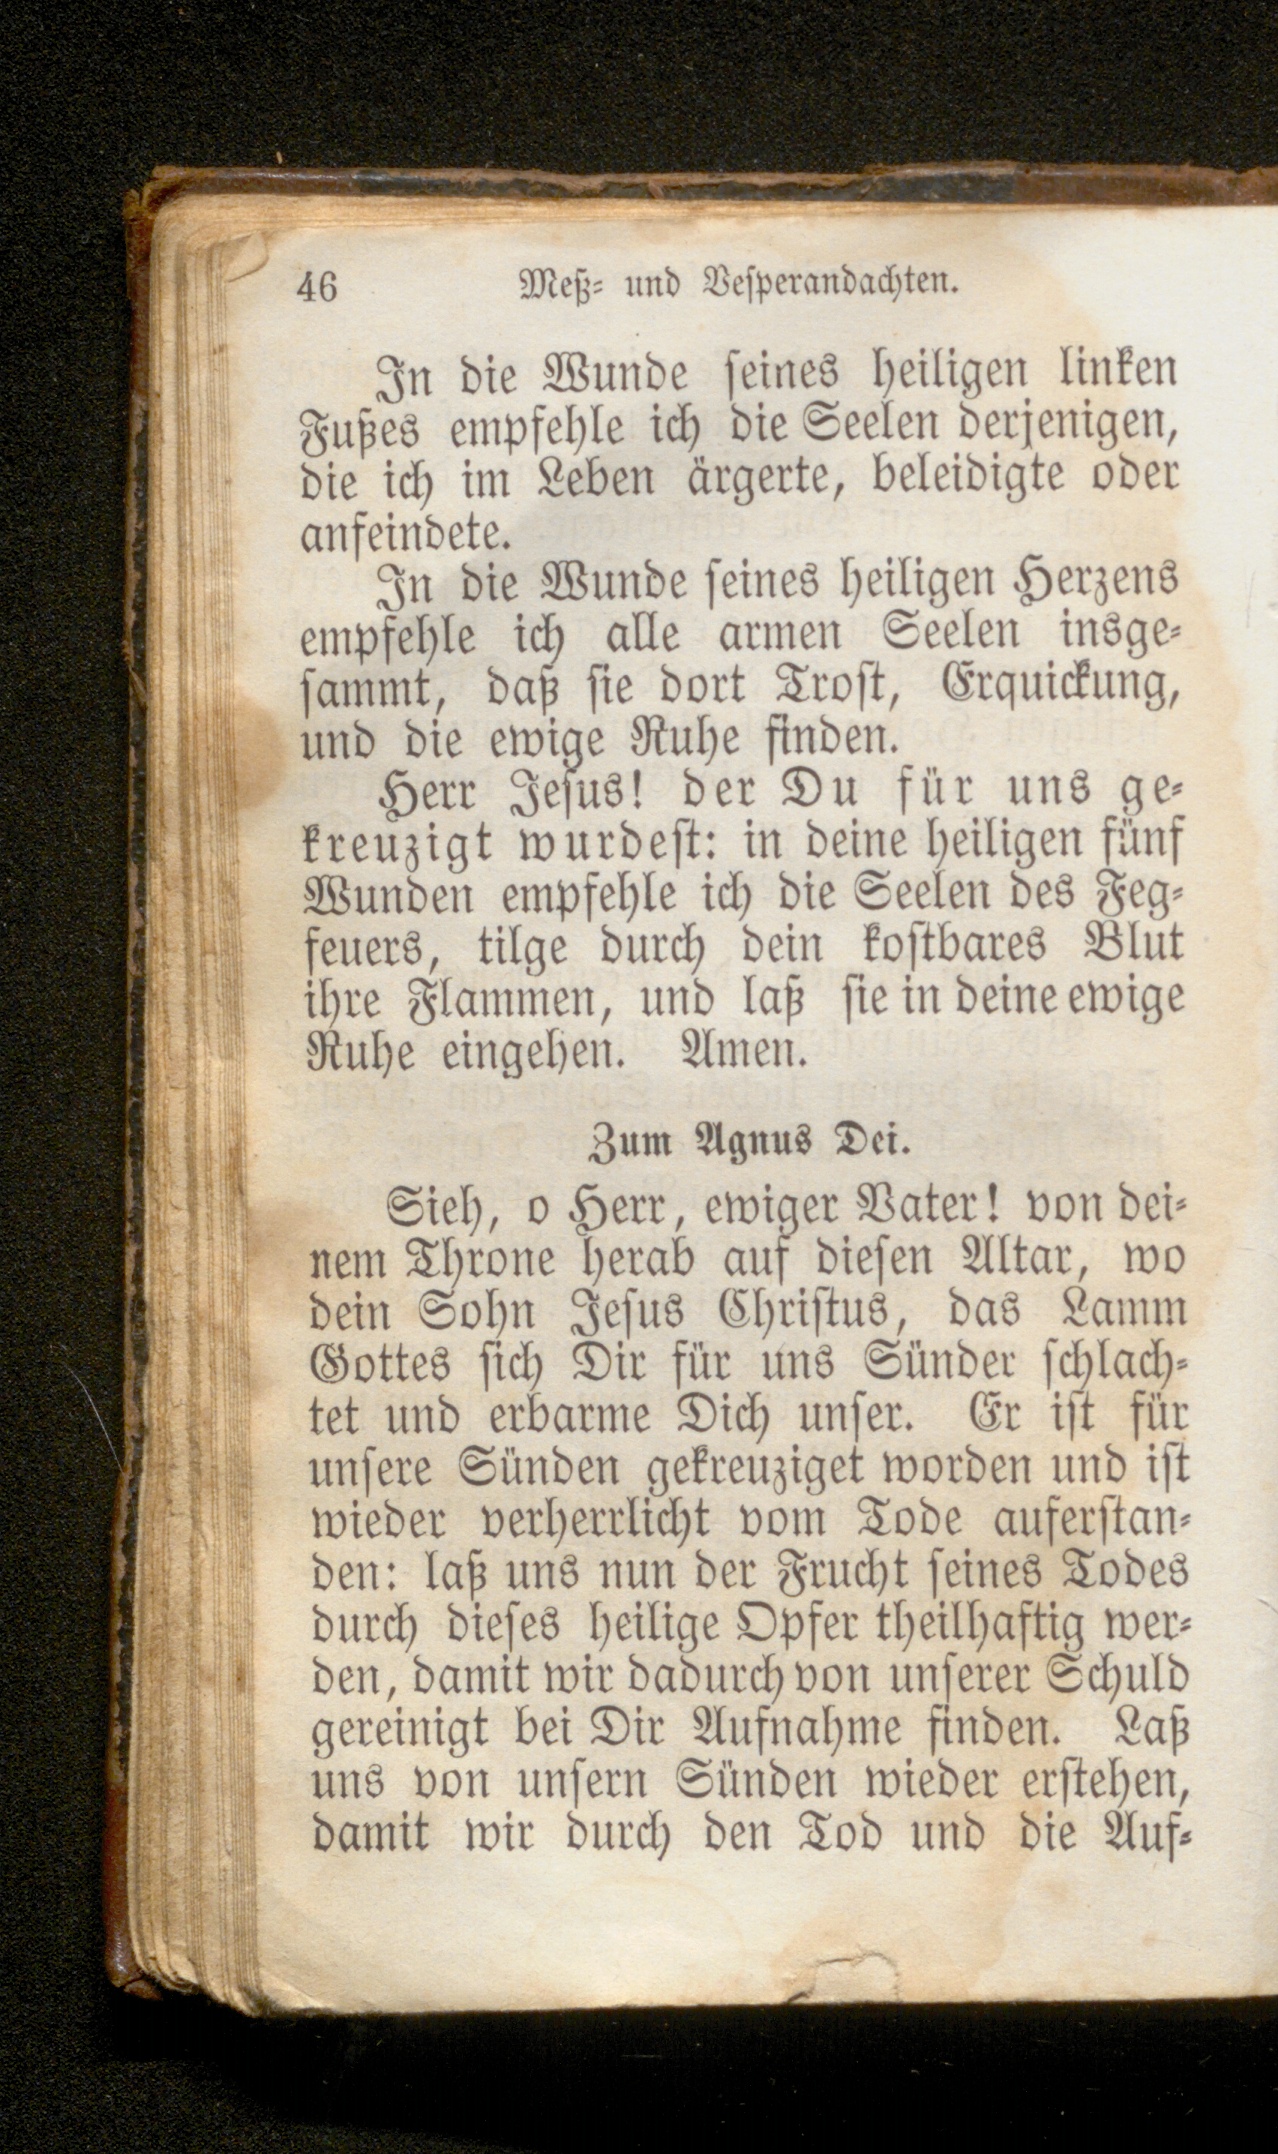 46 Meß- und Vesperandachten.
In die Wunde seines heiligen linken
Fußes empfehle ich die Seelen derjenigen,
die ich im Leben ärgerte, beleidigte oder
anfeindete.
In die Wunde seines heiligen Herzens
empfehle ich alle armen Seelen insge-
sammt, daß sie dort Trost, Erquickung,
und die ewige Ruhe finden.
Herr Jesus! der Du für uns ge-
kreuzigt wurdest: in deine heiligen fünf
Wunden empfehle ich die Seelen des Feg-
feuers, tilge durch dein kostbares Blut
ihre Flammen, und laß sie in deine ewige
Ruhe eingehen. Amen.
Zum Agnus Dei.
Sieh, o Herr, ewiger Vater! von dei-
nem Throne herab auf diesen Altar, wo
dein Sohn Jesus Christus, das Lamm
Gottes sich Dir für uns Sünder schlach-
tet und erbarme Dich unser. Er ist für
unsere Sünden gekreuziget worden und ist
wieder verherrlicht vom Tode auferstan-
den: laß uns nun der Frucht seines Todes
durch dieses heilige Opfer theilhaftig wer-
den, damit wir dadurch von unserer Schuld
gereinigt bei Dir Aufnahme finden. Laß
uns von unsern Sünden wieder erstehen,
damit wir durch den Tod und die Auf-